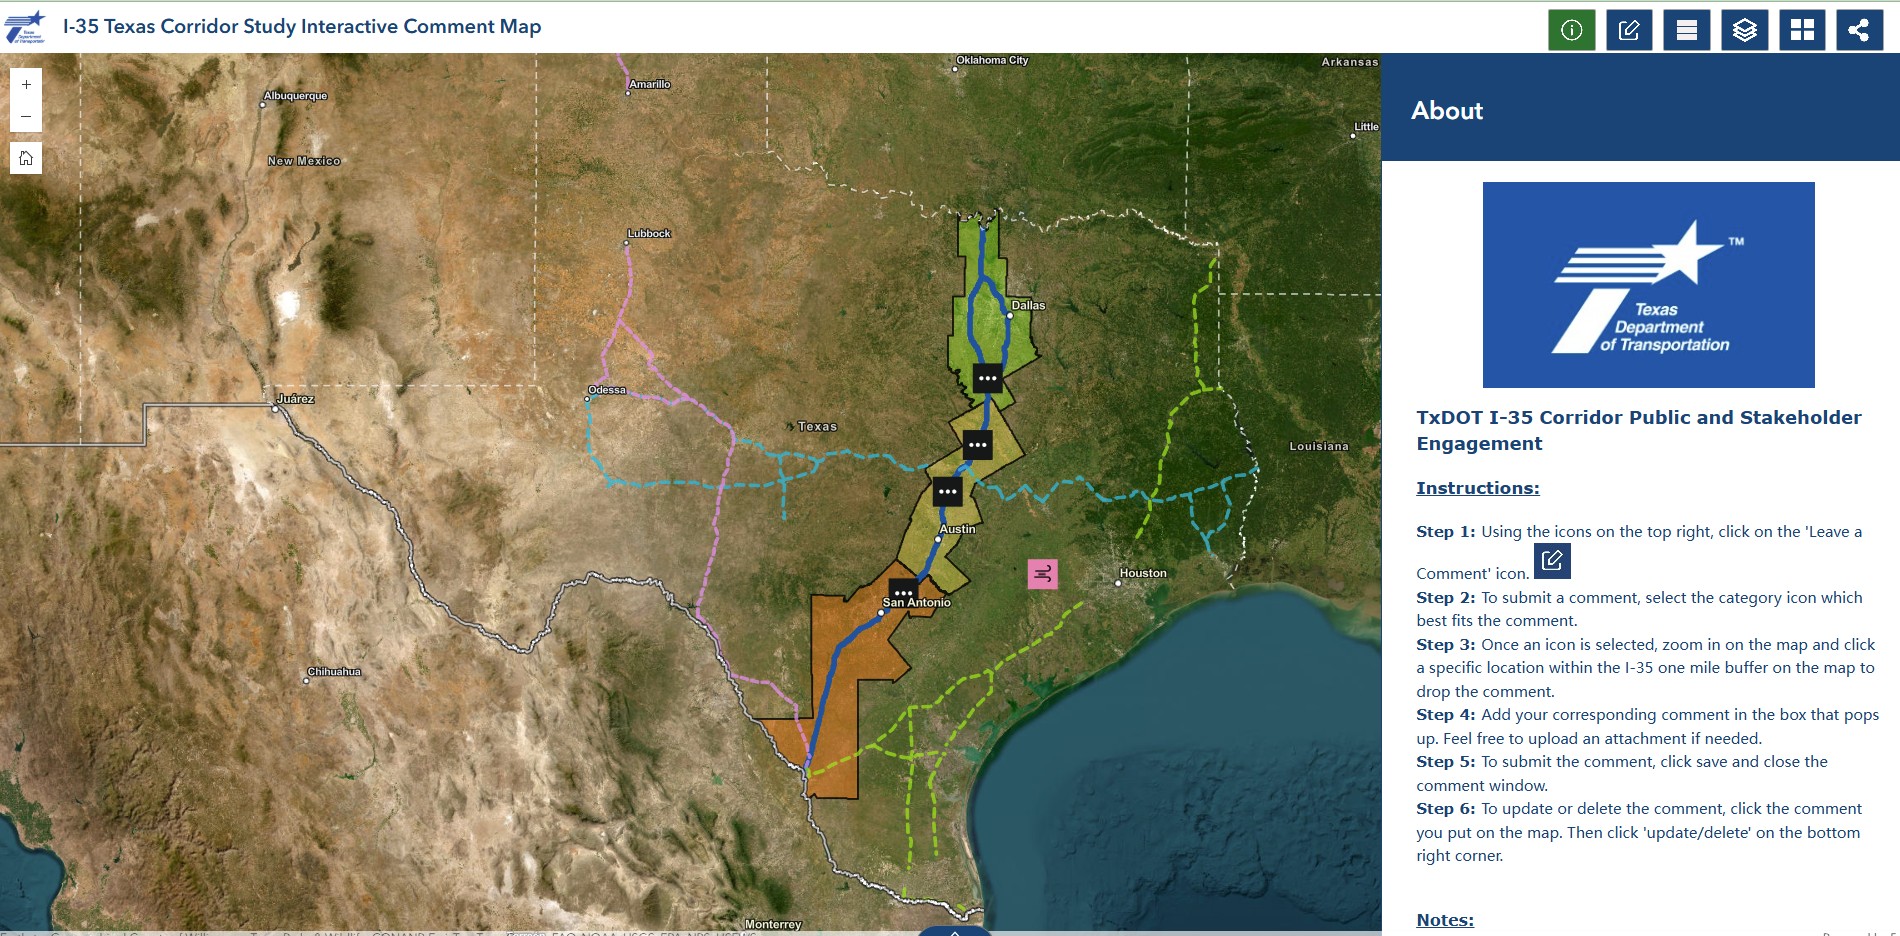 Texas
Department
of Transportation
I-35 Texas Corridor Study Interactive Comment Map
+
−
Oklahoma City
Arkansas
Amarillo
Albuquerque
Little
New Mexico
Lubbock
Dallas
Odessa
Juárez
Texas
Louisiana
Austin
Houston
San Antonio
Chihuahua
Monterrey
About
Texas
Department
of Transportation
TM
TxDOT I-35 Corridor Public and Stakeholder
Engagement
Instructions:
Step 1: Using the icons on the top right, click on the 'Leave a
Comment' icon.
Step 2: To submit a comment, select the category icon which
best fits the comment.
Step 3: Once an icon is selected, zoom in on the map and click
a specific location within the I-35 one mile buffer on the map to
drop the comment.
Step 4: Add your corresponding comment in the box that pops
up. Feel free to upload an attachment if needed.
Step 5: To submit the comment, click save and close the
comment window.
Step 6: To update or delete the comment, click the comment
you put on the map. Then click 'update/delete' on the bottom
right corner.
Notes: